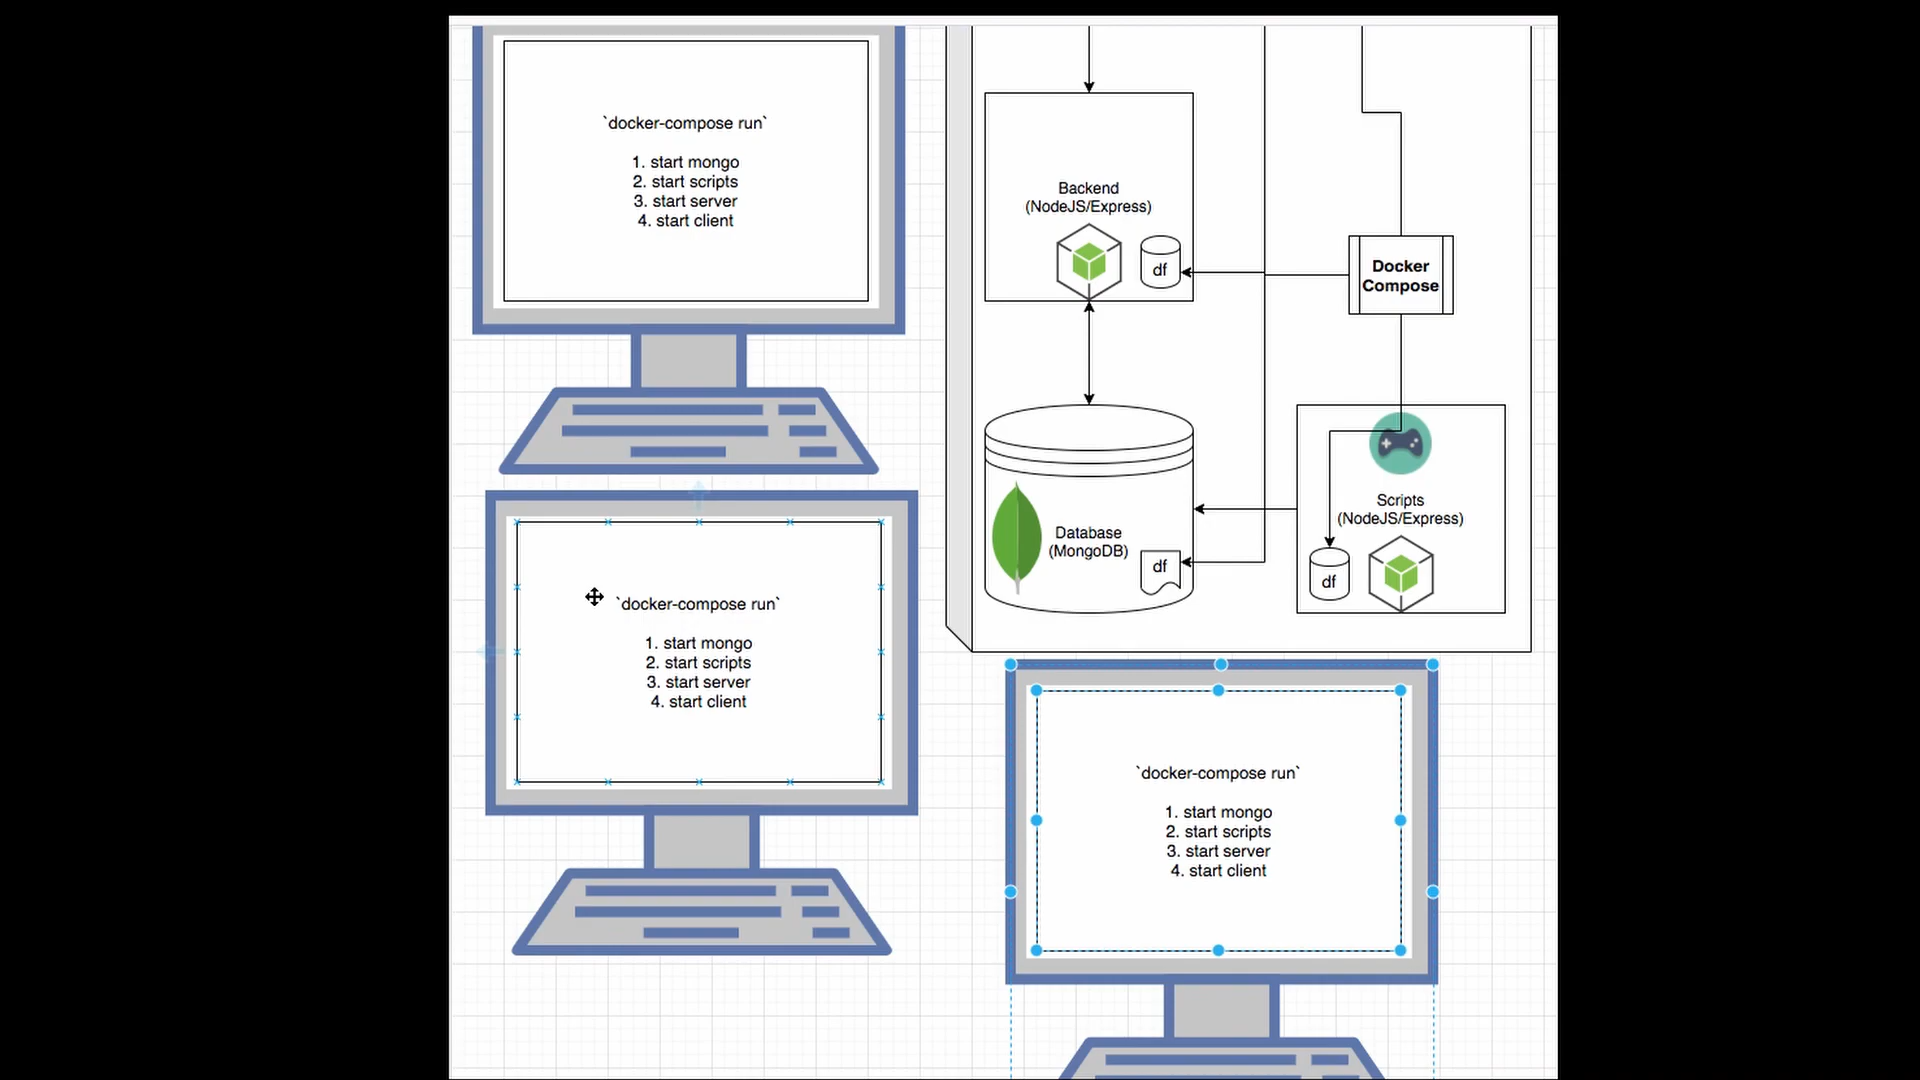 `docker-compose run`
1. start mongo
2. start scripts
3. start server
4. start client
Backend
(NodeJS/Express)
df
Docker
Compose
Database
(MongoDB)
df
Scripts
(NodeJS/Express)
df
`docker-compose run`
1. start mongo
2. start scripts
3. start server
4. start client
`docker-compose run`
1. start mongo
2. start scripts
3. start server
4. start client